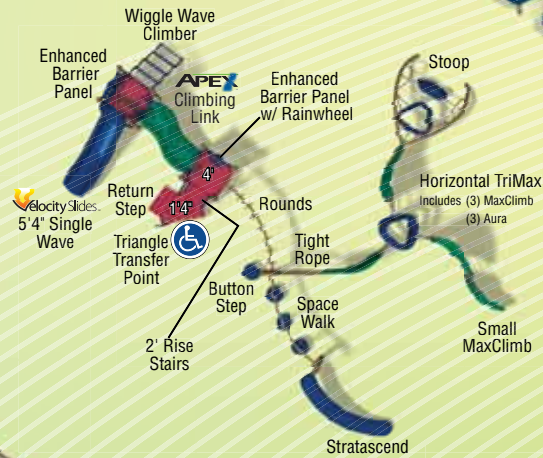 Wiggle Wave
Climber
Enhanced
Barrier
Panel
APEX
Climbing
Link
Enhanced
Barrier Panel
w/ Rainwheel
Stoop
4'
Return
Step
1'4"
Rounds
Horizontal TriMax
Includes (3) MaxClimb
(3) Aura
VelocitySlides™
5'4" Single
Wave
Triangle
Transfer
Point
Tight
Rope
Button
Step
Space
Walk
Small
MaxClimb
2' Rise
Stairs
Stratascend